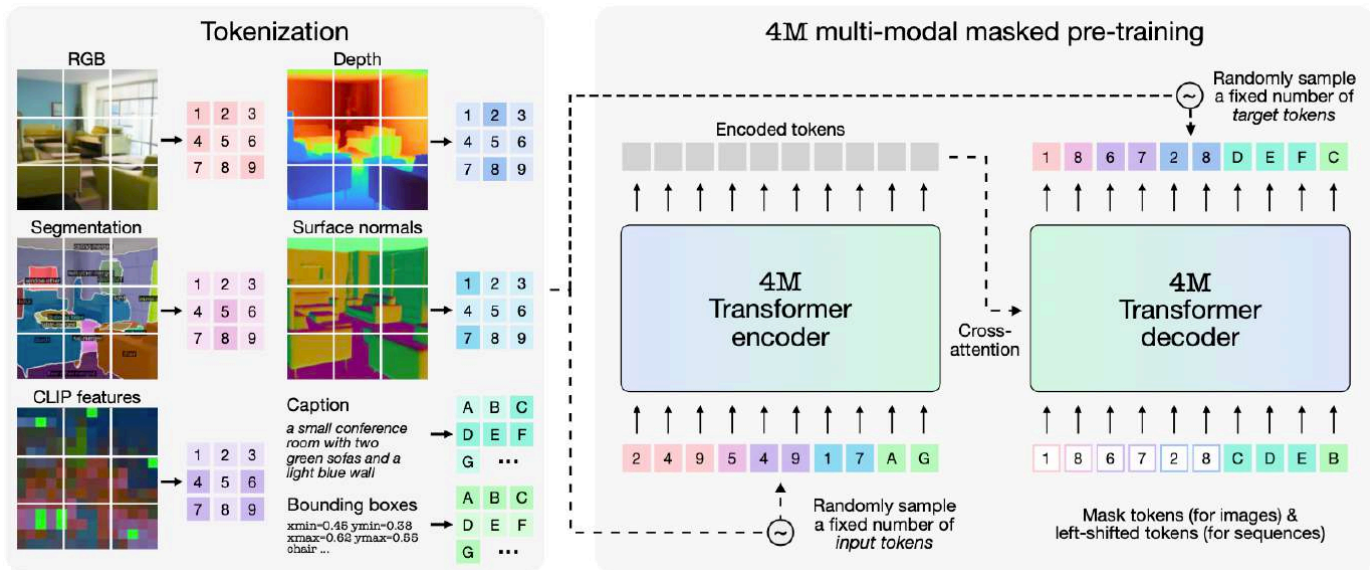 Tokenization
RGB
1 2 3
4 5 6
7 8 9
Depth
1 2 3
4 5 6
7 8 9
Segmentation
1 2 3
4 5 6
7 8 9
Surface normals
1 2 3
4 5 6
7 8 9
CLIP features
1 2 3
4 5 6
7 8 9
Caption
a small conference
room with two
green sofas and a
light blue wall
A B C
D E F
G ...
Bounding boxes
xmin=0.45 ymin=0.38
xmax=0.62 ymax=0.55
chair ...
A B C
D E F
G ...
4M multi-modal masked pre-training
Encoded tokens
4M
Transformer
encoder
2 4 9 5 4 9 1 7 A G
~
Randomly sample
a fixed number of
input tokens
Cross-
attention
~
Randomly sample
a fixed number of
target tokens
1 8 6 7 2 8 D E F C
4M
Transformer
decoder
1 8 6 7 2 8 C D E B
Mask tokens (for images) &
left-shifted tokens (for sequences)